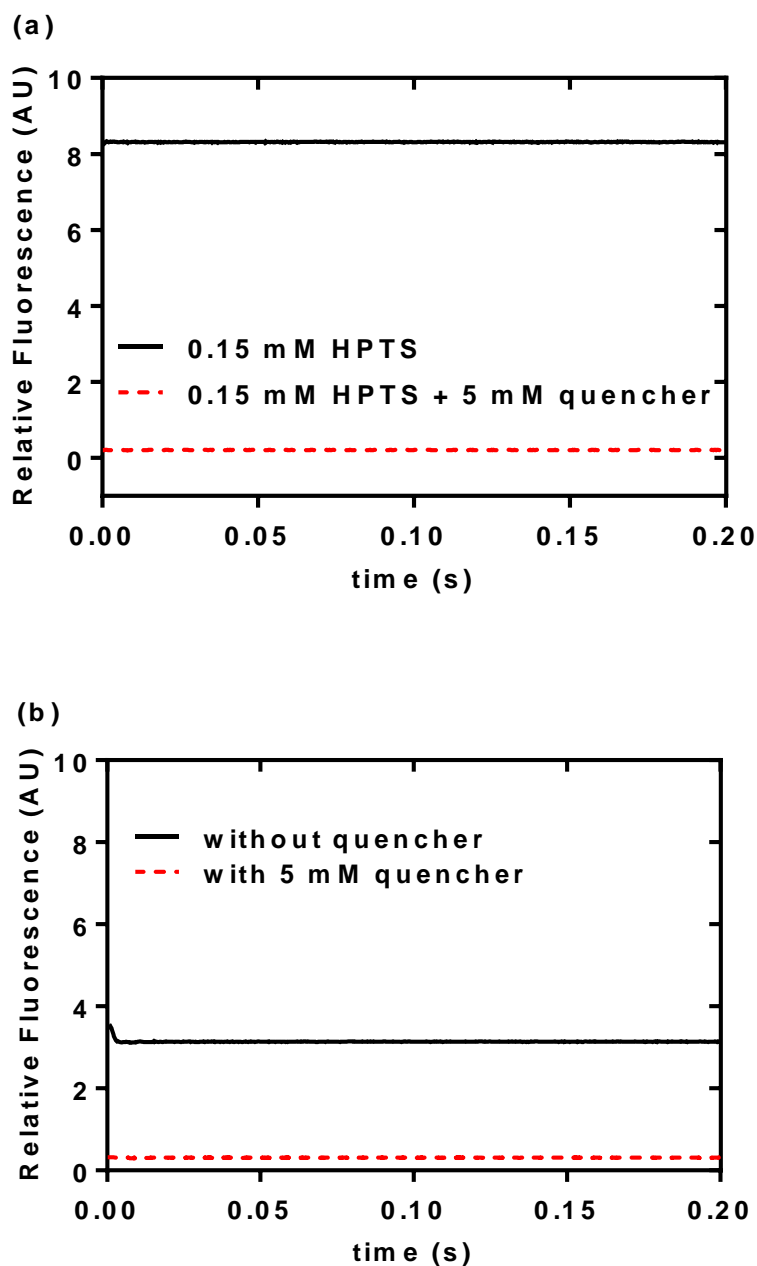 (a)
Relative Fluorescence (AU)
10
8
6
4
2
0
0.15 mM HPTS
0.15 mM HPTS + 5 mM quencher
0.00 0.05 0.10 0.15 0.20
time (s)
(b)
Relative Fluorescence (AU)
10
8
6
4
2
0
without quencher
with 5 mM quencher
0.00 0.05 0.10 0.15 0.20
time (s)